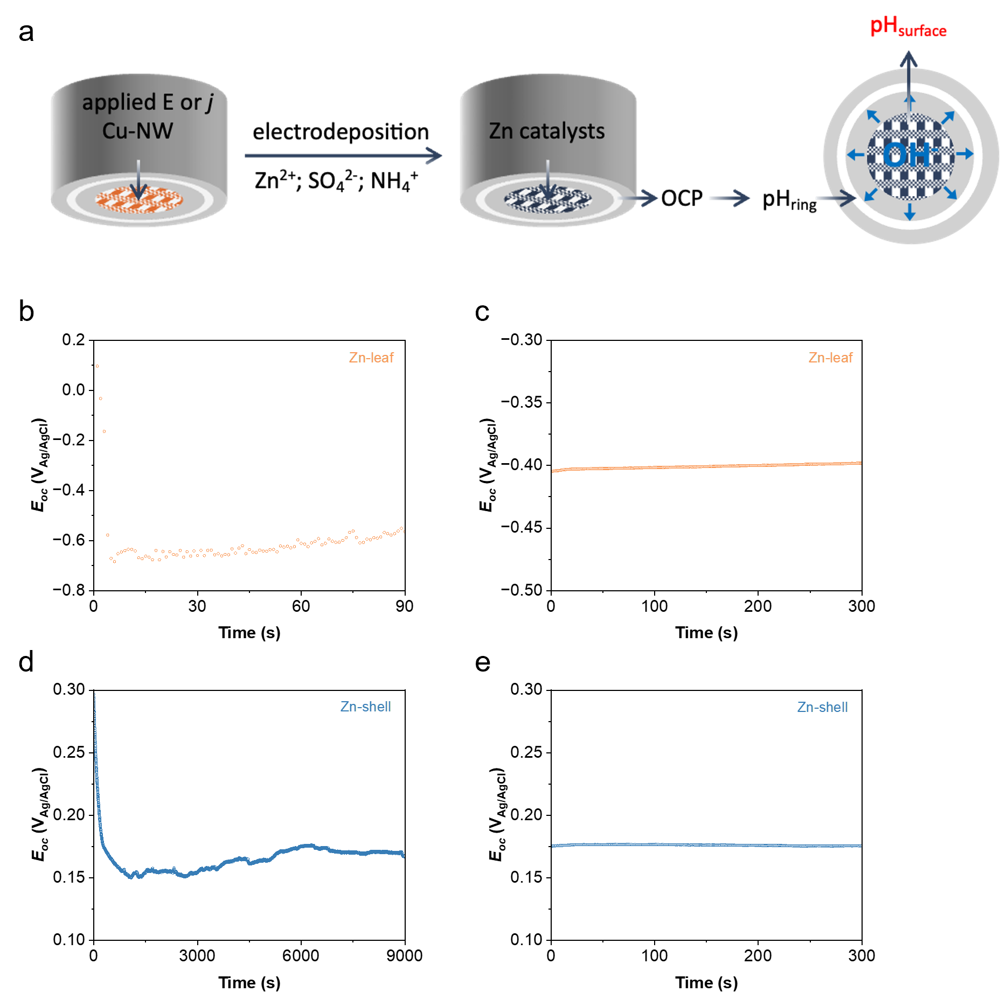 a
pHsurface
applied E or j
Cu-NW
electrodeposition
Zn2+; SO42-; NH4+
Zn catalysts
OCP
pHring
OH-
b
Zn-leaf
Eoc (VAg/AgCl)
0.2
0.0
−0.2
−0.4
−0.6
−0.8
0 30 60 90
Time (s)
c
Zn-leaf
Eoc (VAg/AgCl)
−0.30
−0.35
−0.40
−0.45
−0.50
0 100 200 300
Time (s)
d
Zn-shell
Eoc (VAg/AgCl)
0.30
0.25
0.20
0.15
0.10
0 3000 6000 9000
Time (s)
e
Zn-shell
Eoc (VAg/AgCl)
0.30
0.25
0.20
0.15
0.10
0 100 200 300
Time (s)